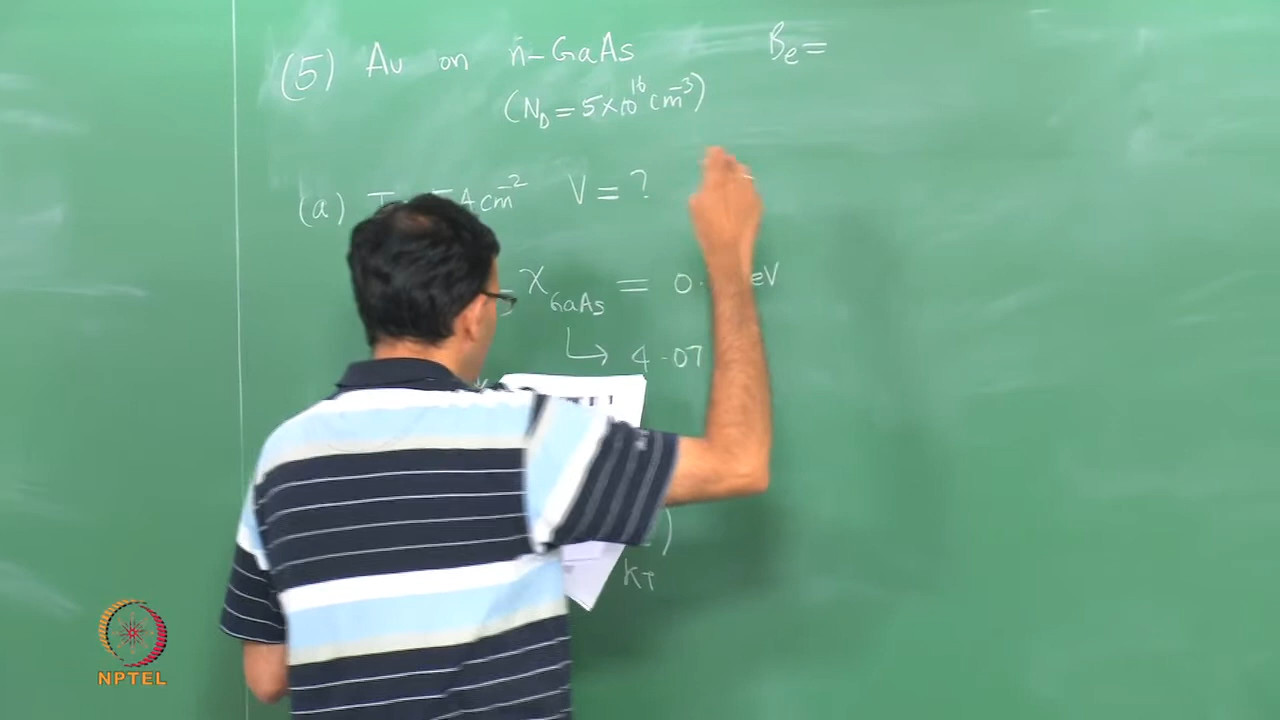 (5) Au on n-GaAs
(N_D = 5×10^16 cm^-3)
B_e =
(a) A cm^-2 V = ?
χ_GaAs = 0. eV
↳ 4.07
)
kT
NPTEL